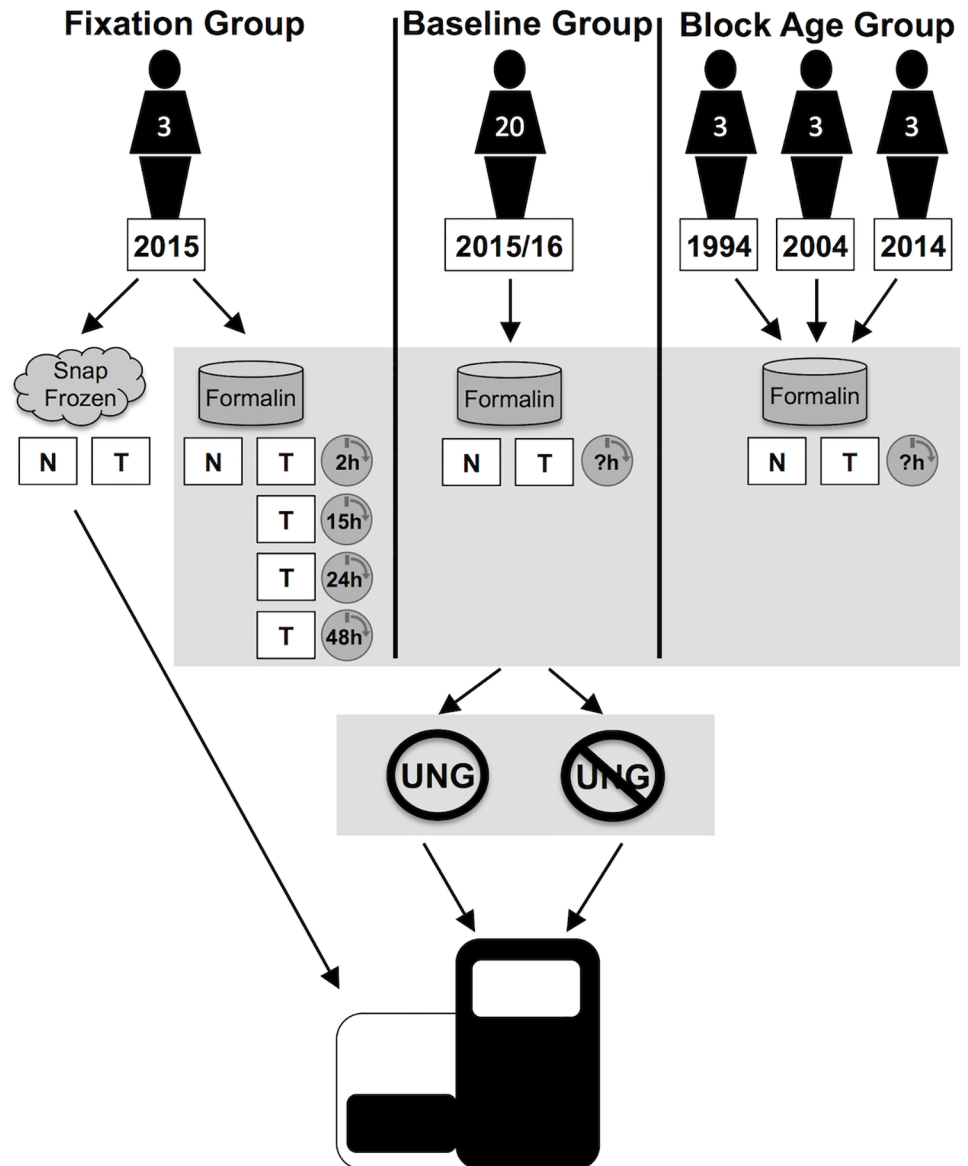 Fixation Group
Baseline Group
Block Age Group
3
20
3
3
3
2015
2015/16
1994
2004
2014
Snap
Frozen
Formalin
Formalin
Formalin
N
T
N
T
2h
N
T
?h
N
T
?h
T
15h
T
24h
T
48h
UNG
UNG